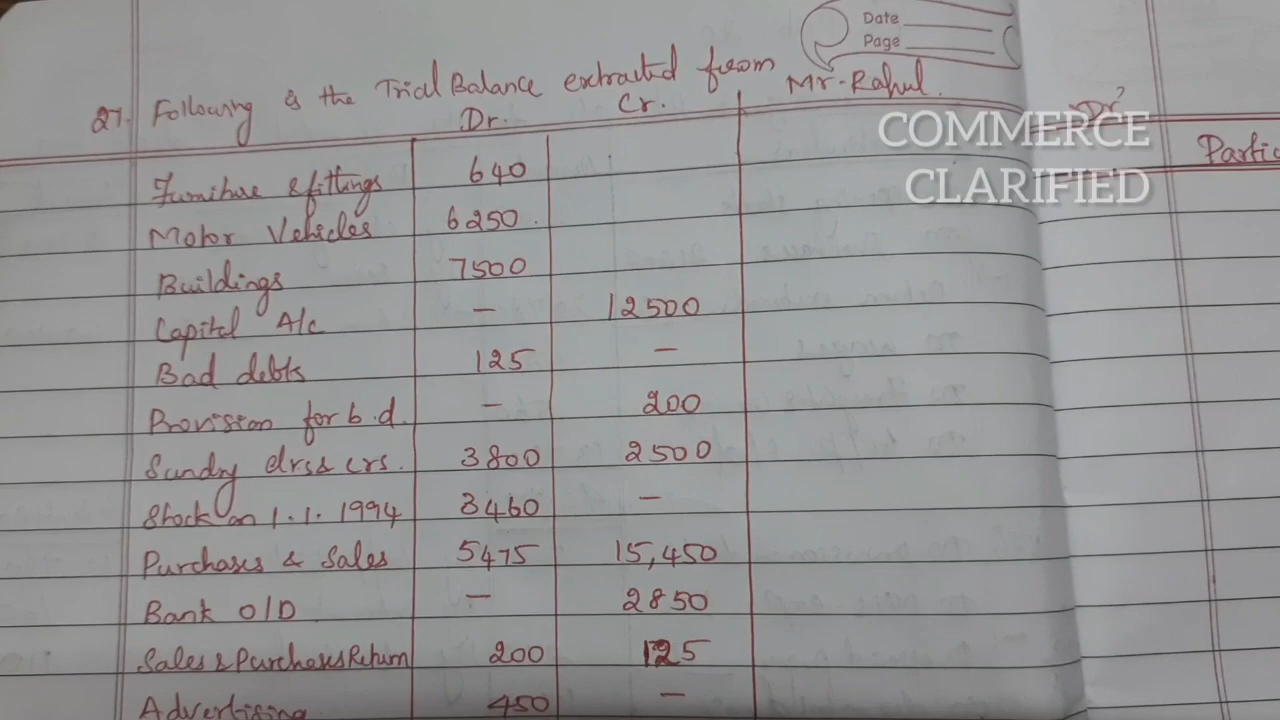 Date
Page
27. Following is the Trial Balance extracted from Mr. Rahul.
Dr. Cr.
COMMERCE
CLARIFIED
Dr
Partic
Furniture & fittings 640
Motor Vehicles 6250.
Buildings 7500
Capital A/c - 12500
Bad debts 125 -
Provision for b.d. - 200
Sundry drs & crs. 3800 2500
Stock on 1.1.1994 3460 -
Purchases & Sales 5475 15,450
Bank O/D - 2850
Sales & Purchases Return 200 125
Advertising 450 -